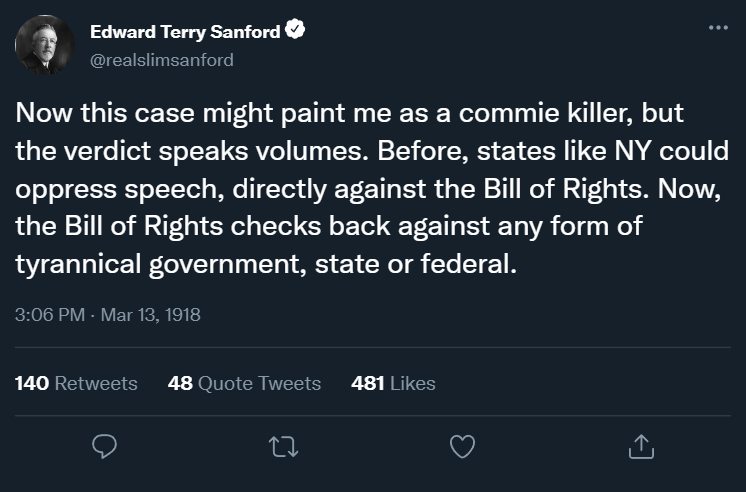 Edward Terry Sanford
@realslimsanford
Now this case might paint me as a commie killer, but
the verdict speaks volumes. Before, states like NY could
oppress speech, directly against the Bill of Rights. Now,
the Bill of Rights checks back against any form of
tyrannical government, state or federal.
3:06 PM · Mar 13, 1918
140 Retweets 48 Quote Tweets 481 Likes